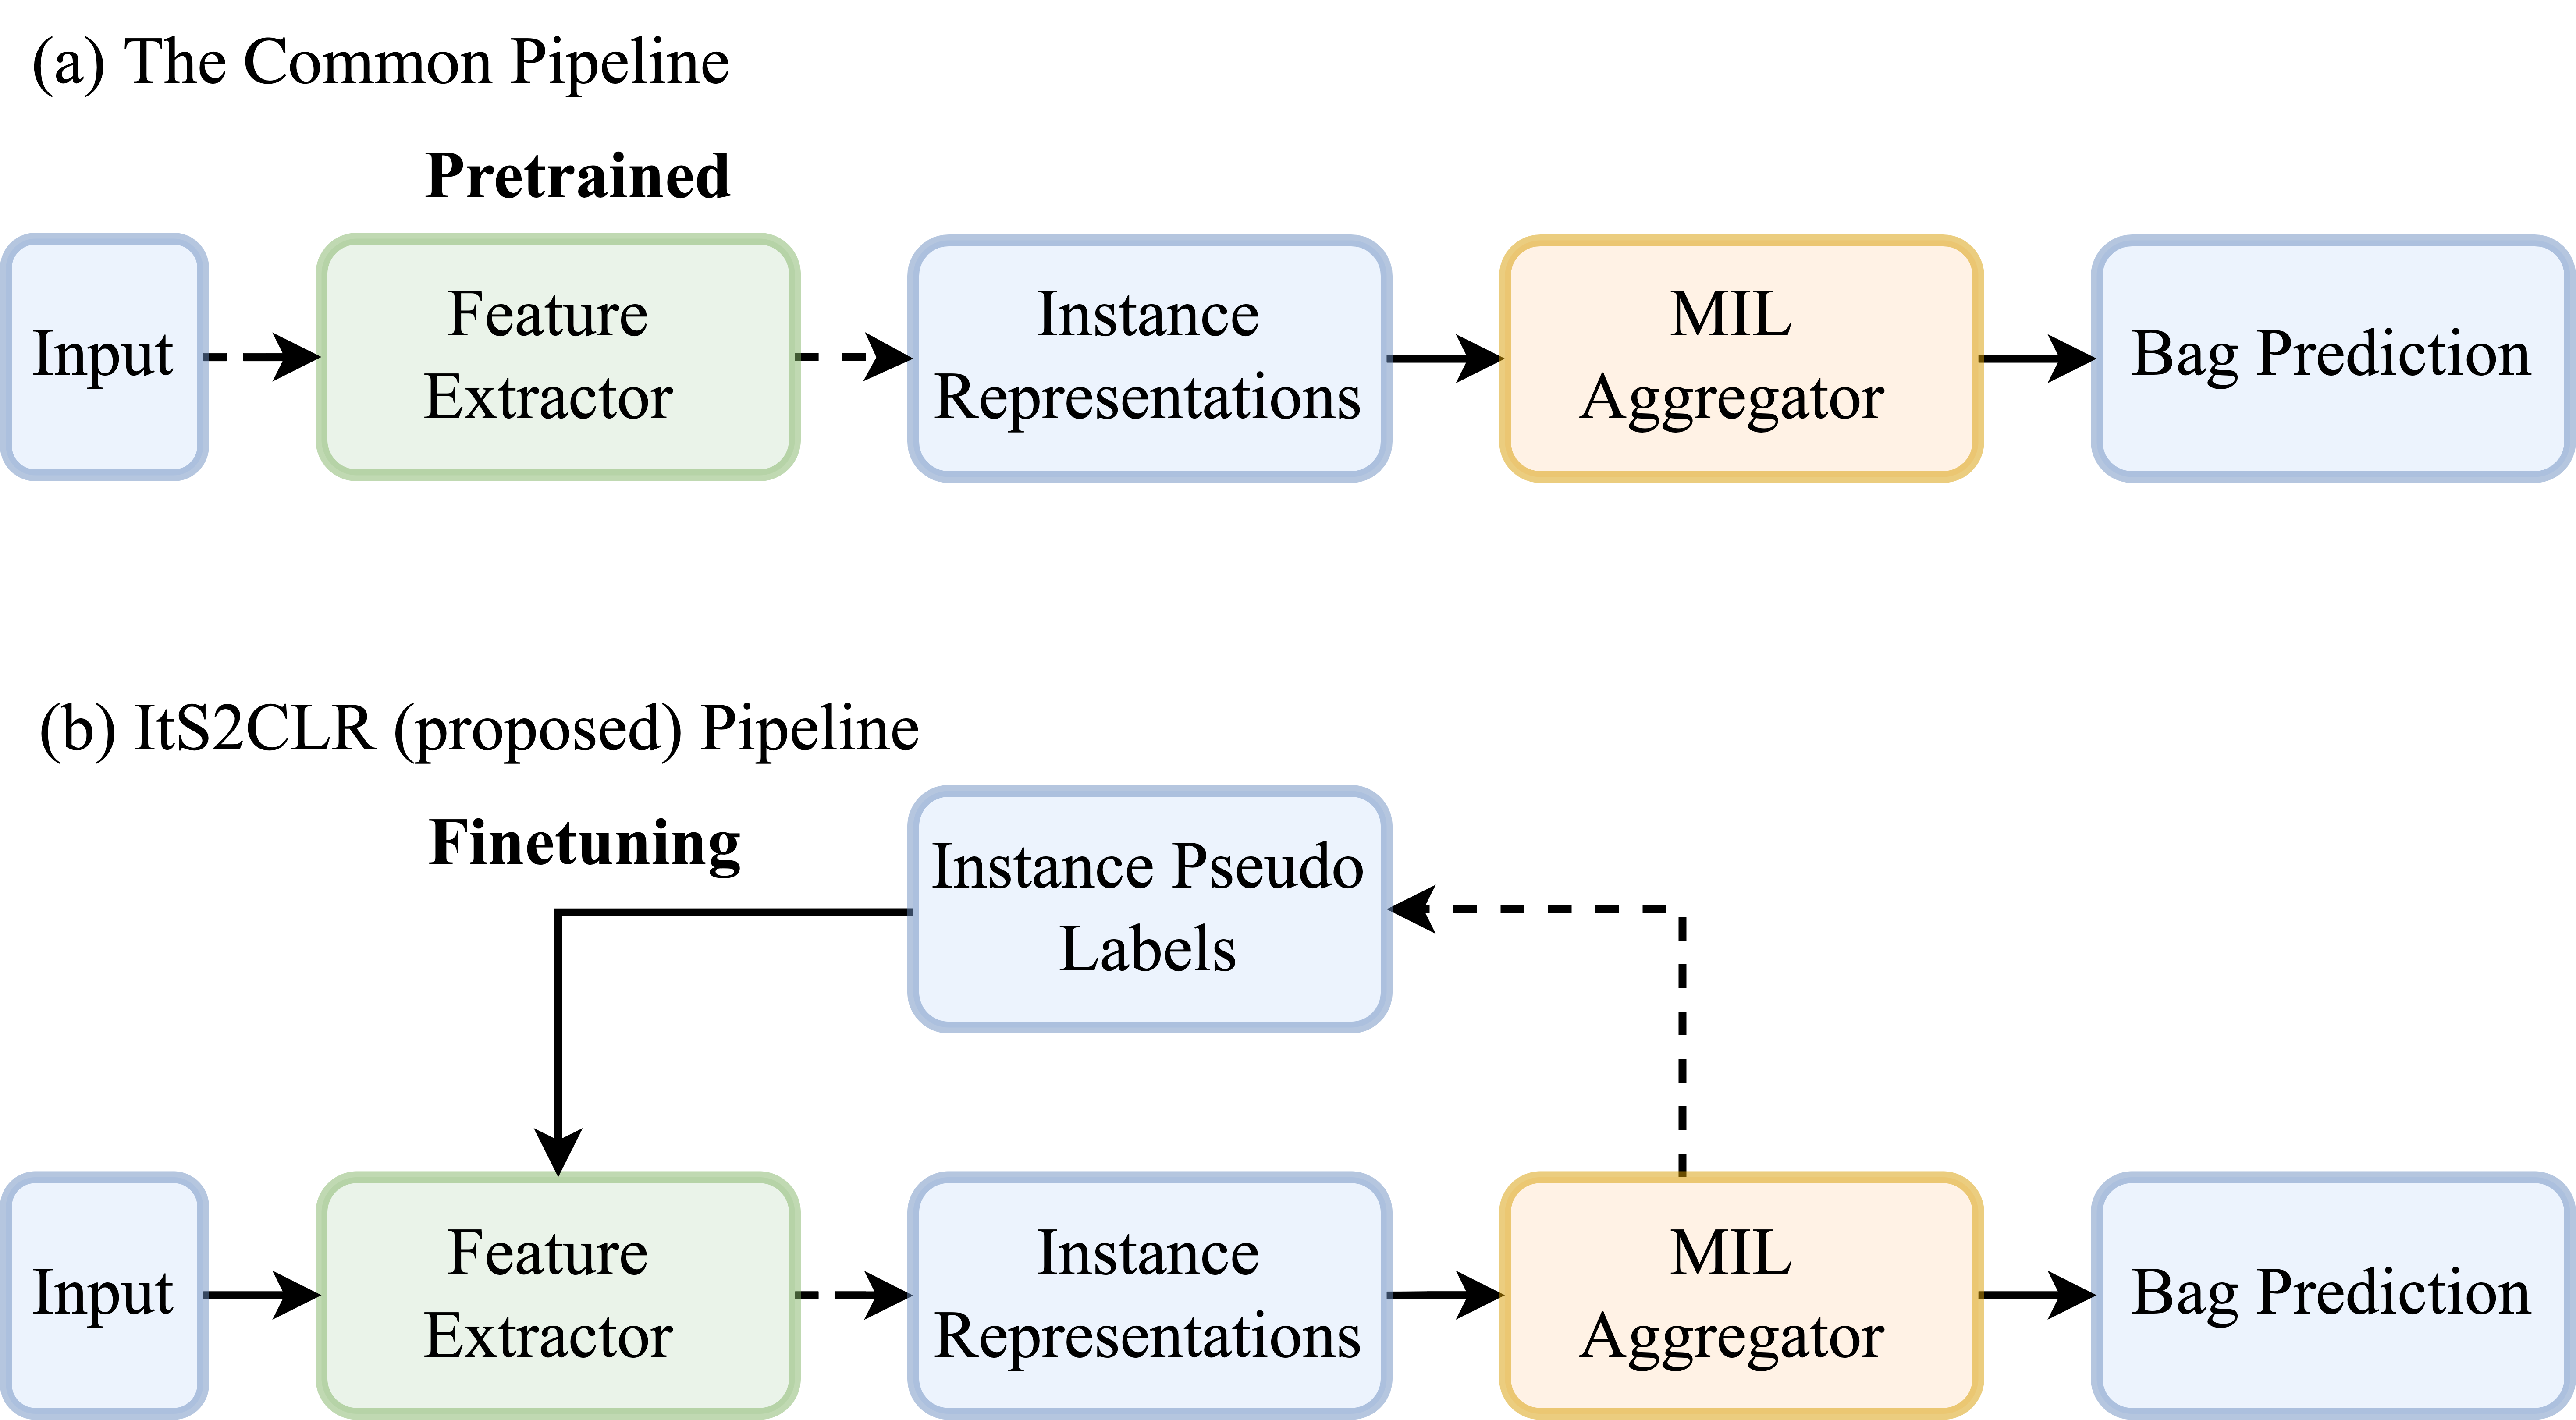 (a) The Common Pipeline
Pretrained
Input
Feature
Extractor
Instance
Representations
MIL
Aggregator
Bag Prediction
(b) ItS2CLR (proposed) Pipeline
Finetuning
Instance Pseudo
Labels
Input
Feature
Extractor
Instance
Representations
MIL
Aggregator
Bag Prediction